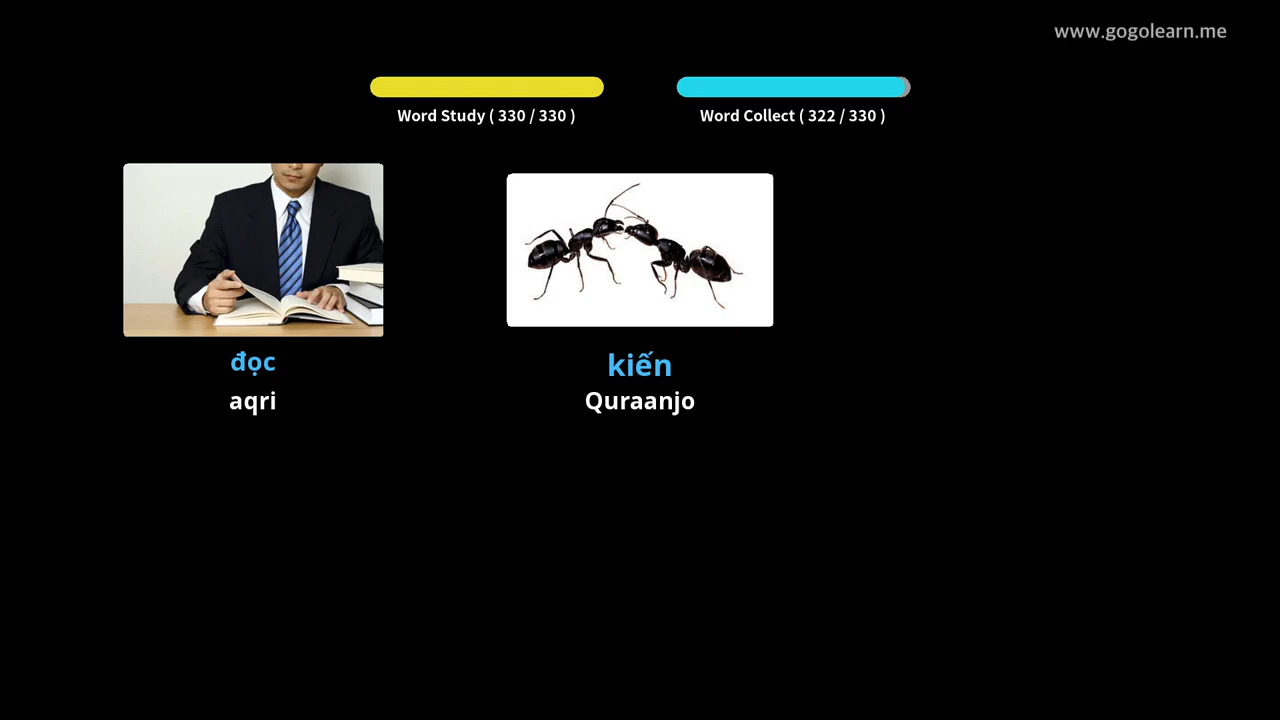 www.gogolearn.me
Word Study ( 330 / 330 )
Word Collect ( 322 / 330 )
đọc
aqri
kiến
Quraanjo